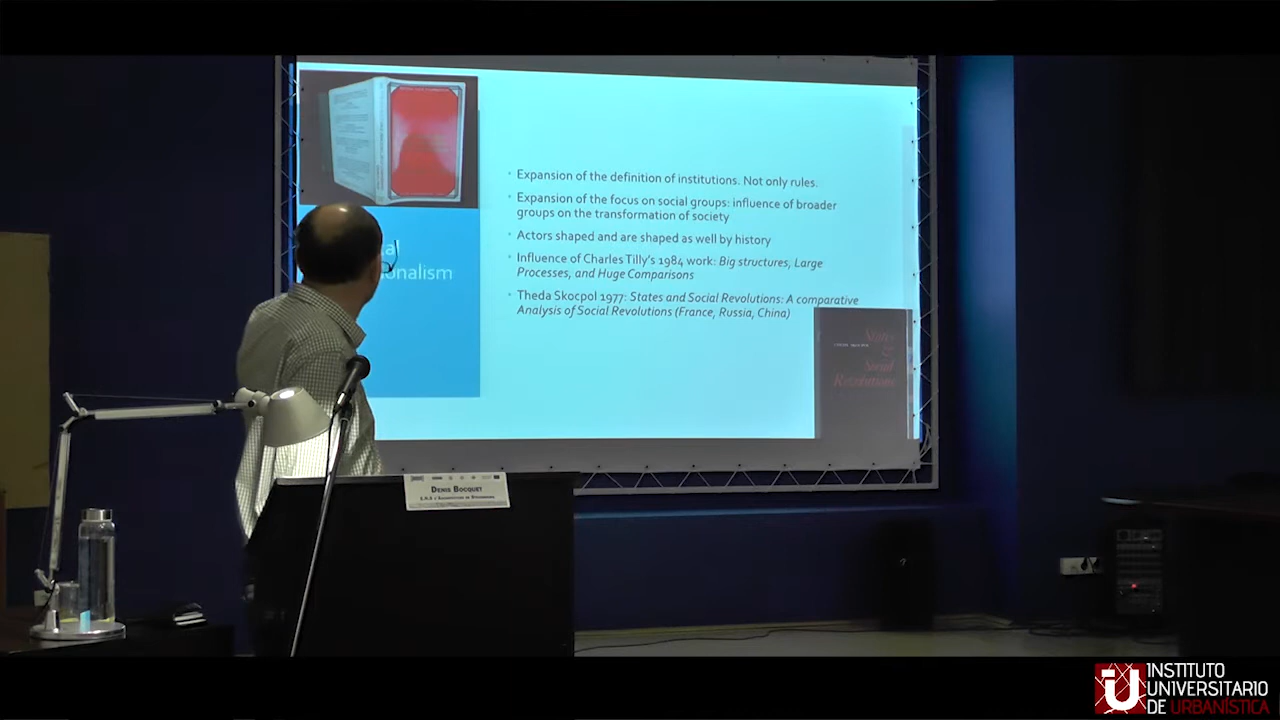 Expansion of the definition of institutions. Not only rules.
Expansion of the focus on social groups: influence of broader
groups on the transformation of society
Actors shaped and are shaped as well by history
Influence of Charles Tilly's 1984 work: Big structures, Large
Processes, and Huge Comparisons
Theda Skocpol 1977: States and Social Revolutions: A comparative
Analysis of Social Revolutions (France, Russia, China)
States
&
Social
Revolutions
DENIS BOCQUET
INSTITUTO
UNIVERSITARIO
DE URBANÍSTICA